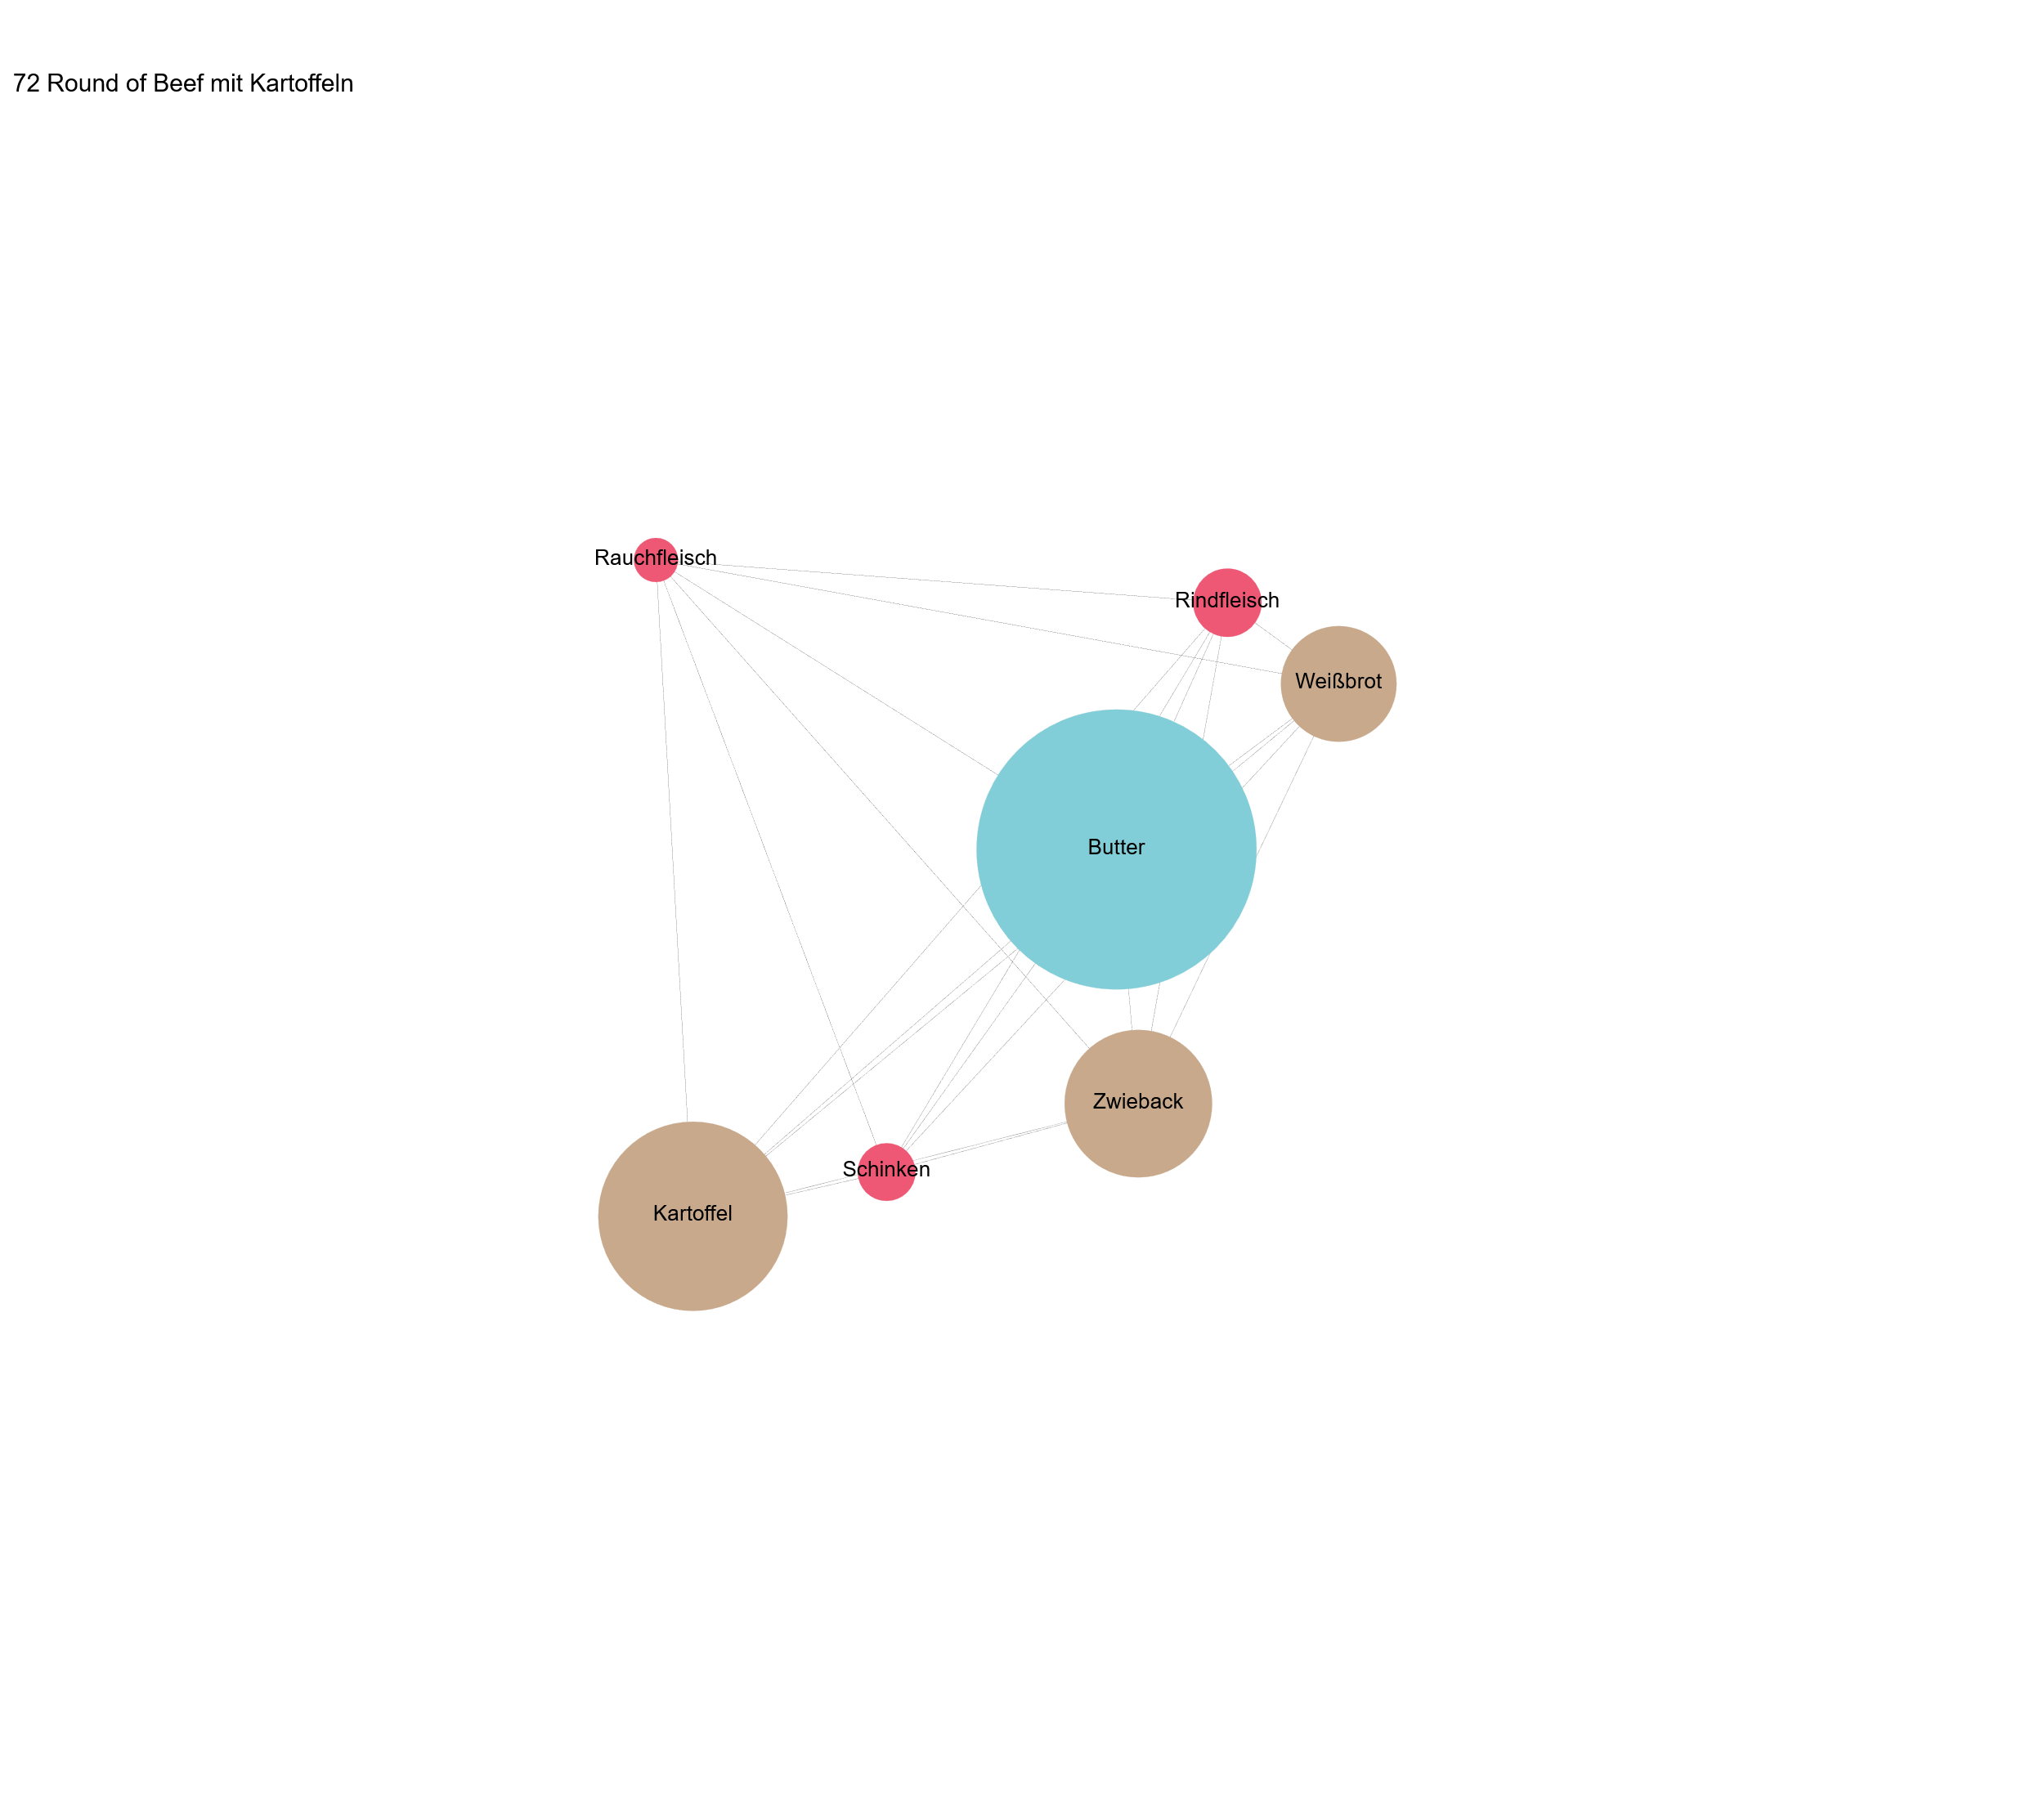 72 Round of Beef mit Kartoffeln
Rauchfleisch
Rindfleisch
Weißbrot
Butter
Zwieback
Schinken
Kartoffel